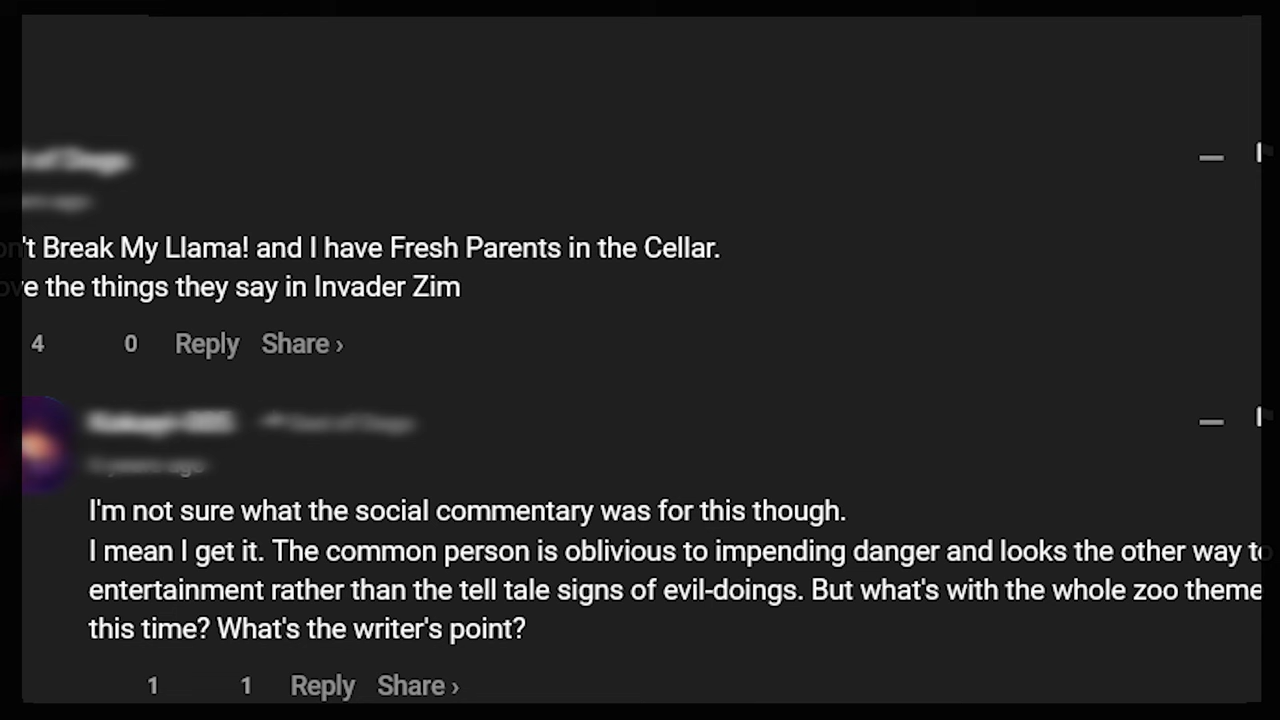 n't Break My Llama! and I have Fresh Parents in the Cellar.
ove the things they say in Invader Zim
4 0 Reply Share ›
I'm not sure what the social commentary was for this though.
I mean I get it. The common person is oblivious to impending danger and looks the other way to
entertainment rather than the tell tale signs of evil-doings. But what's with the whole zoo theme
this time? What's the writer's point?
1 1 Reply Share ›